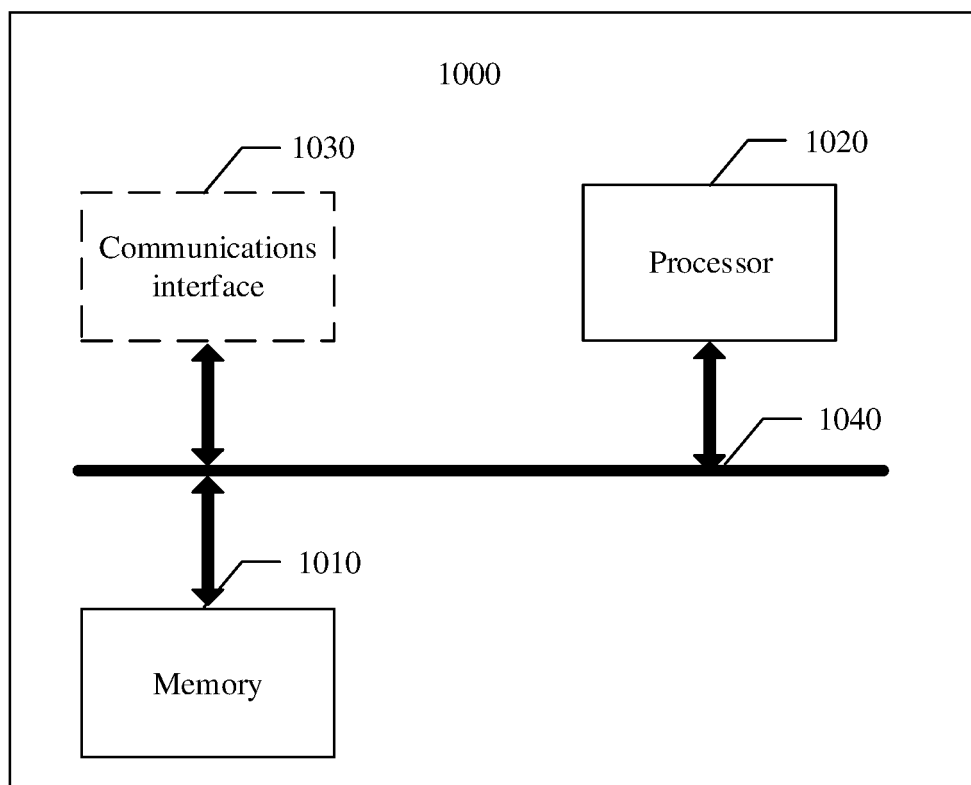 1000
1030
1020
Communications
interface
Processor
1040
1010
Memory